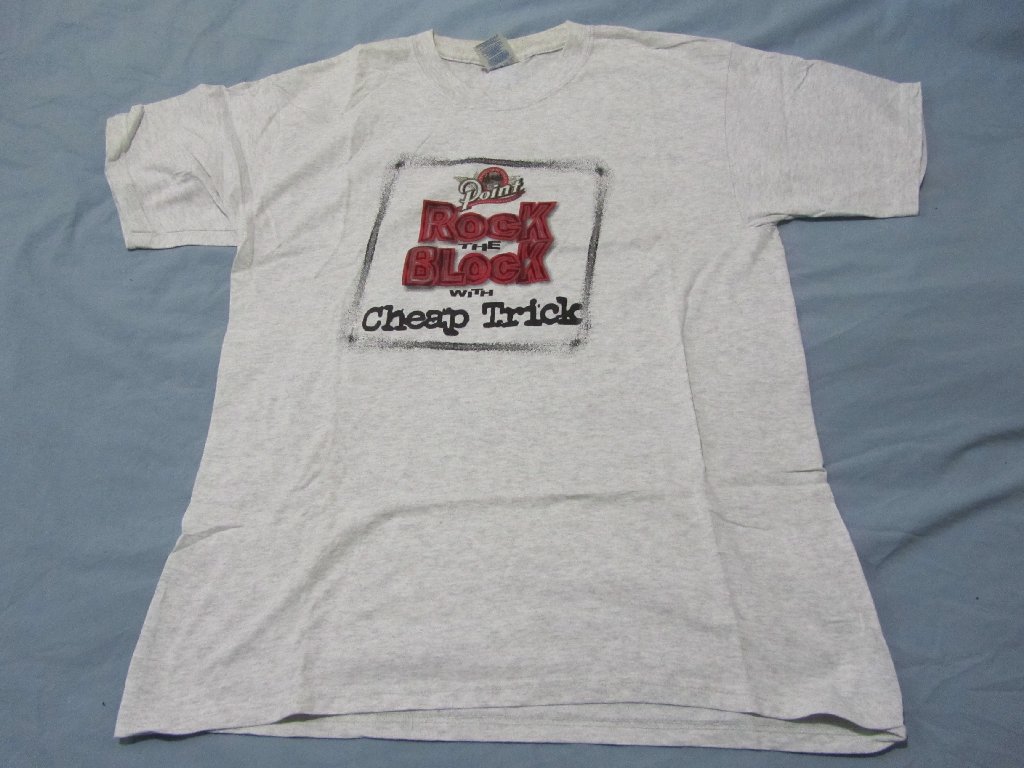 Point
RocK
THE
BLocK
WiTH
Cheap Trick